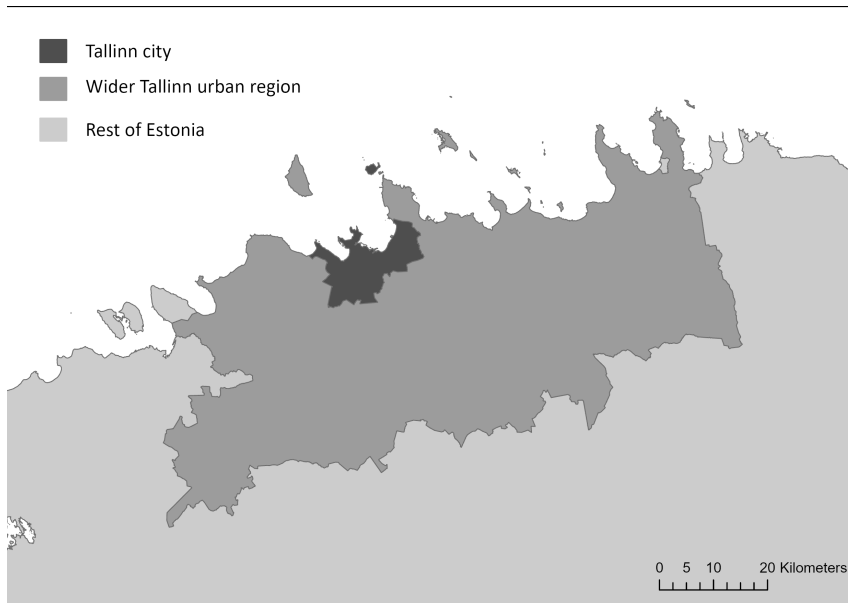 Tallinn city
Wider Tallinn urban region
Rest of Estonia
0 5 10 20 Kilometers